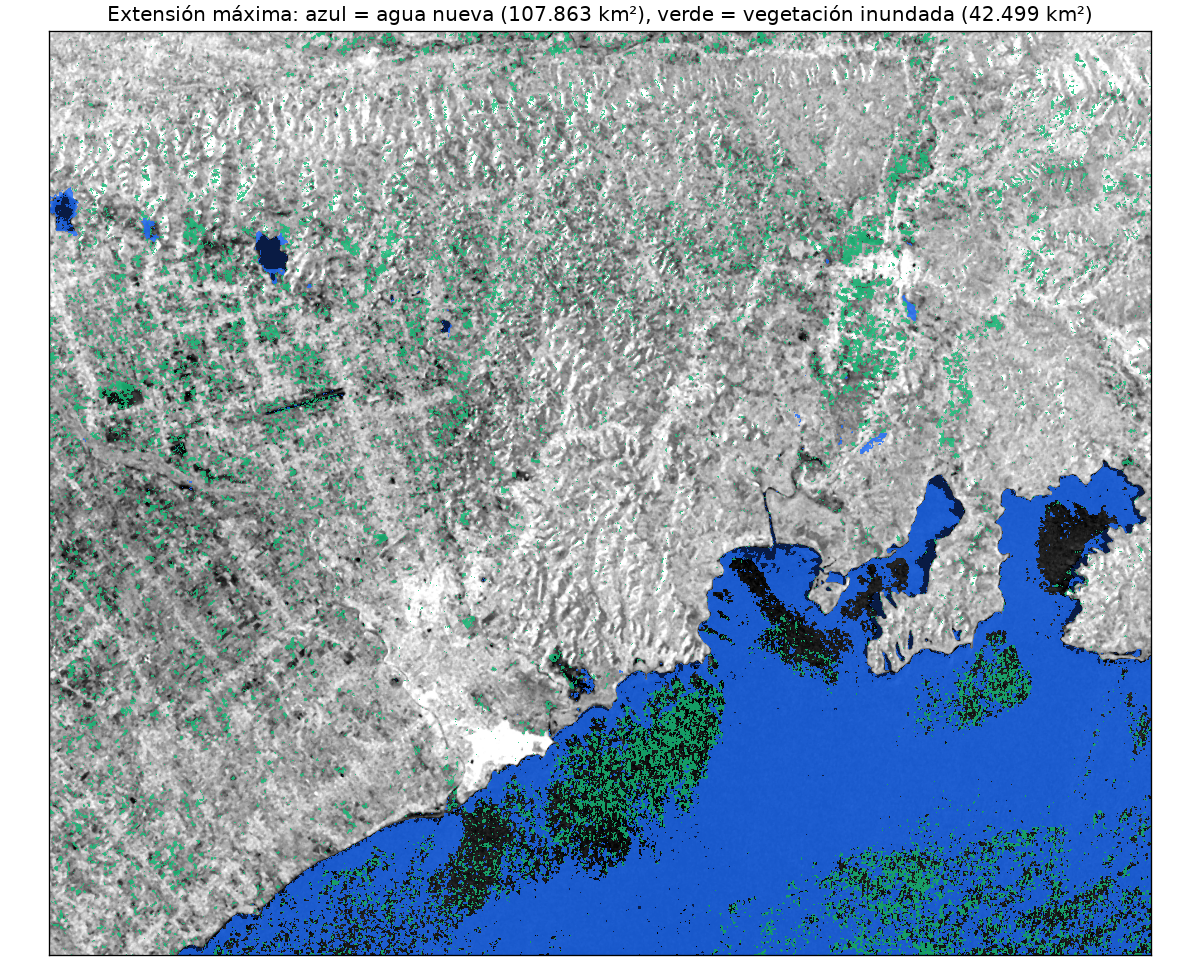 Extensión máxima: azul = agua nueva (107.863 km²), verde = vegetación inundada (42.499 km²)